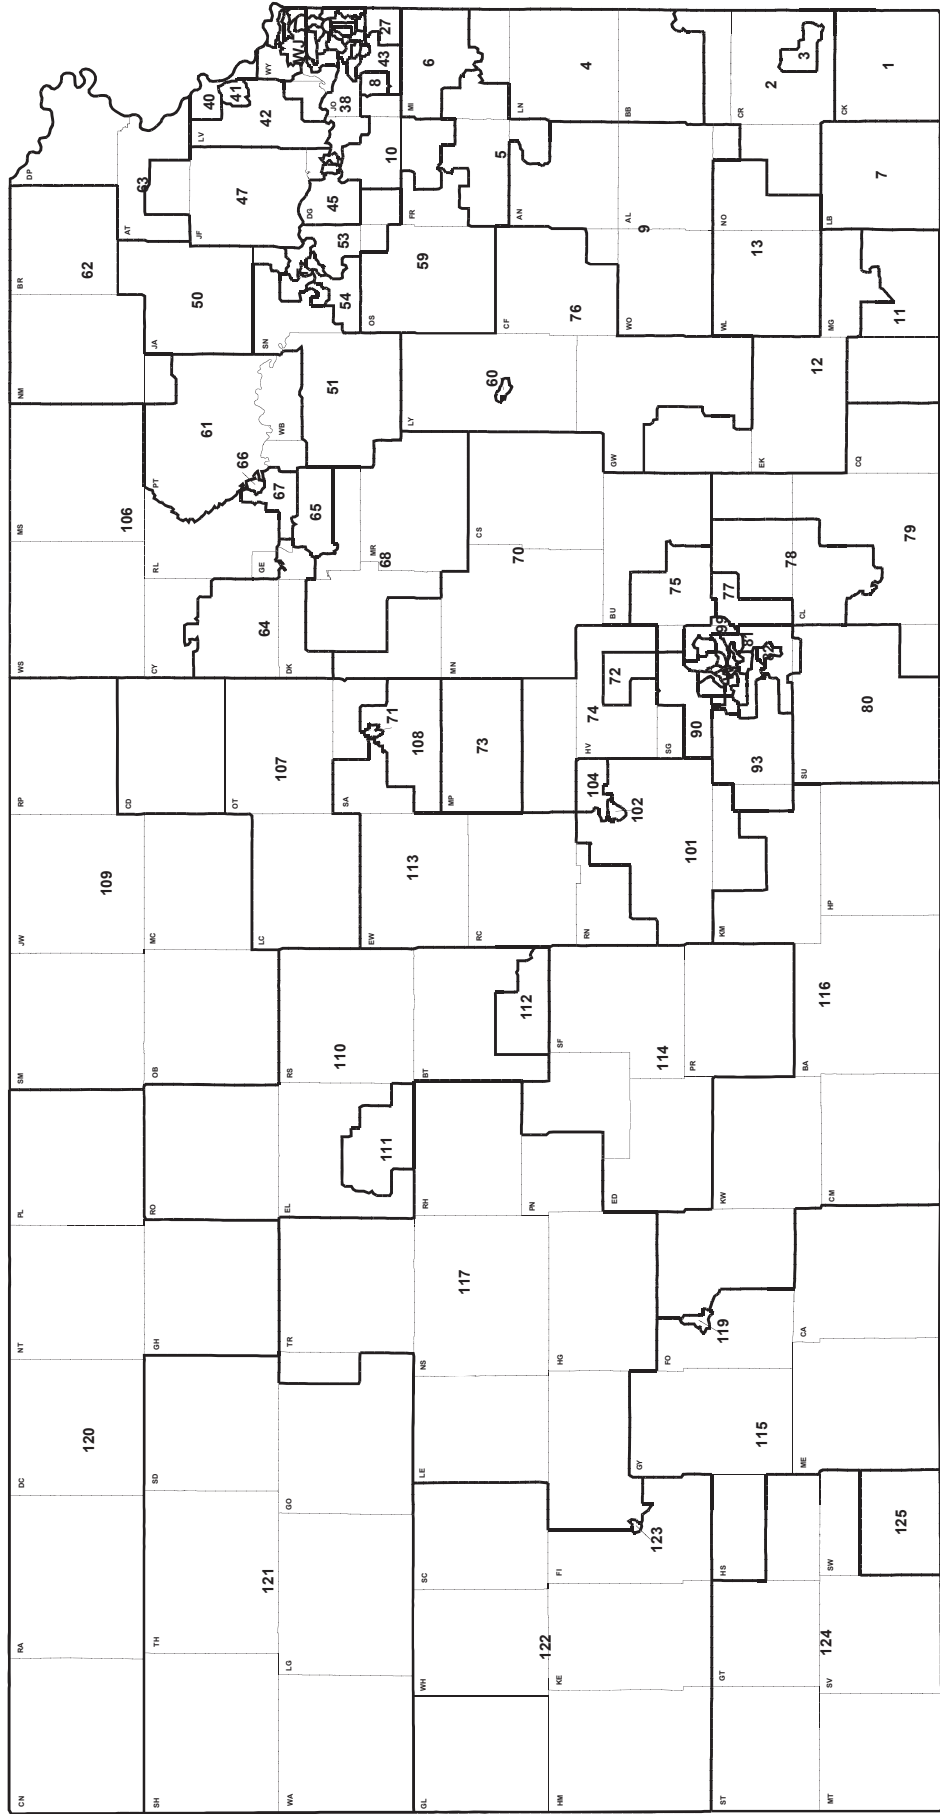 CN RA DC NT PL SM JW RP WS MS NM BR DP
120 109 106 62
SH TH SD GH RO OB MC CD CY RL PT JA AT
63
61 50 JF LV 40
121 OT 47 41
WA LG GO TR EL RS LC 107 64 GE 66 WB SN 42 WY
DK 67 DG
110 SA 65 51 54 53 45 JO 38
111 71 EW MR 68 OS 8 43 27
GL WH SC LE NS RH BT 113 108 59 10 MI 6
LY FR
117 RC MP 73 MN CS 60 5
112 70 CF AN LN
122
HM KE FI HG PN SF RN HV 76 4
ED 104 74 72 BU GW WO AL BB
123 102 9
GY FO 114 101 SG 75
PR 90
ST GT HS 119 KW KM 99 77 WL NO CR
115 81 13 2
93 82 78 EK 3
ME CA BA SU CL 12
MT SV 124 SW CM 116 HP MG LB CK
CQ
125 80 79 11 7 1